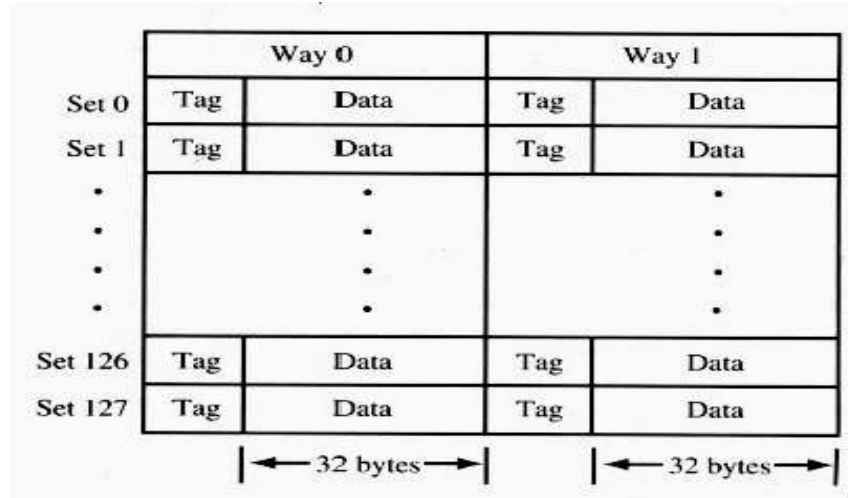 Way 0 Way 1
Set 0 Tag Data Tag Data
Set 1 Tag Data Tag Data
Set 126 Tag Data Tag Data
Set 127 Tag Data Tag Data
32 bytes 32 bytes